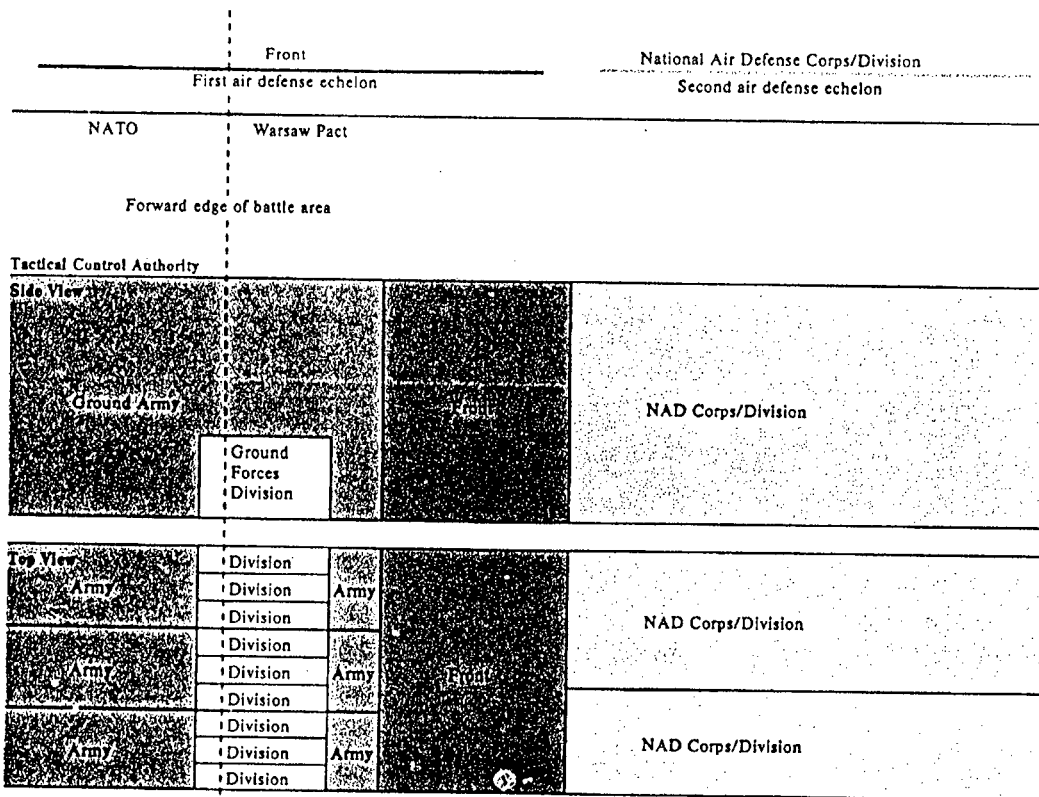 Front
National Air Defense Corps/Division
First air defense echelon
Second air defense echelon
NATO
Warsaw Pact
Forward edge of battle area
Tactical Control Authority
Side View
Ground Army
Front
NAD Corps/Division
Ground
Forces
Division
Top View
Army
Division
Division
Division
Army
NAD Corps/Division
Army
Division
Division
Division
Army
Front
Army
Division
Division
Division
Army
NAD Corps/Division